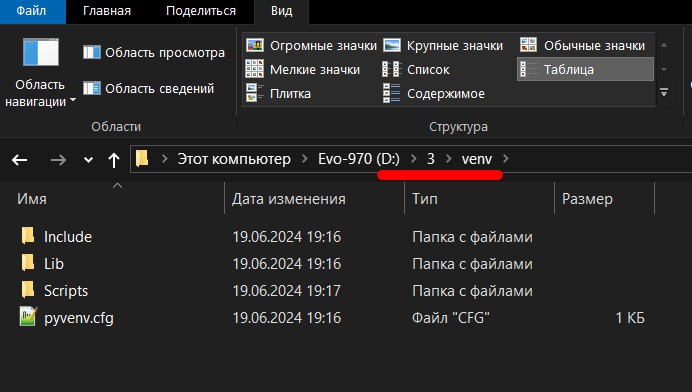 Файл Главная Поделиться Вид
Область навигации
Область просмотра
Область сведений
Области
Огромные значки Крупные значки Обычные значки
Мелкие значки Список Таблица
Плитка Содержимое
Структура
Этот компьютер Evo-970 (D:) 3 venv
Имя Дата изменения Тип Размер
Include 19.06.2024 19:16 Папка с файлами
Lib 19.06.2024 19:16 Папка с файлами
Scripts 19.06.2024 19:17 Папка с файлами
pyvenv.cfg 19.06.2024 19:16 Файл "CFG" 1 КБ